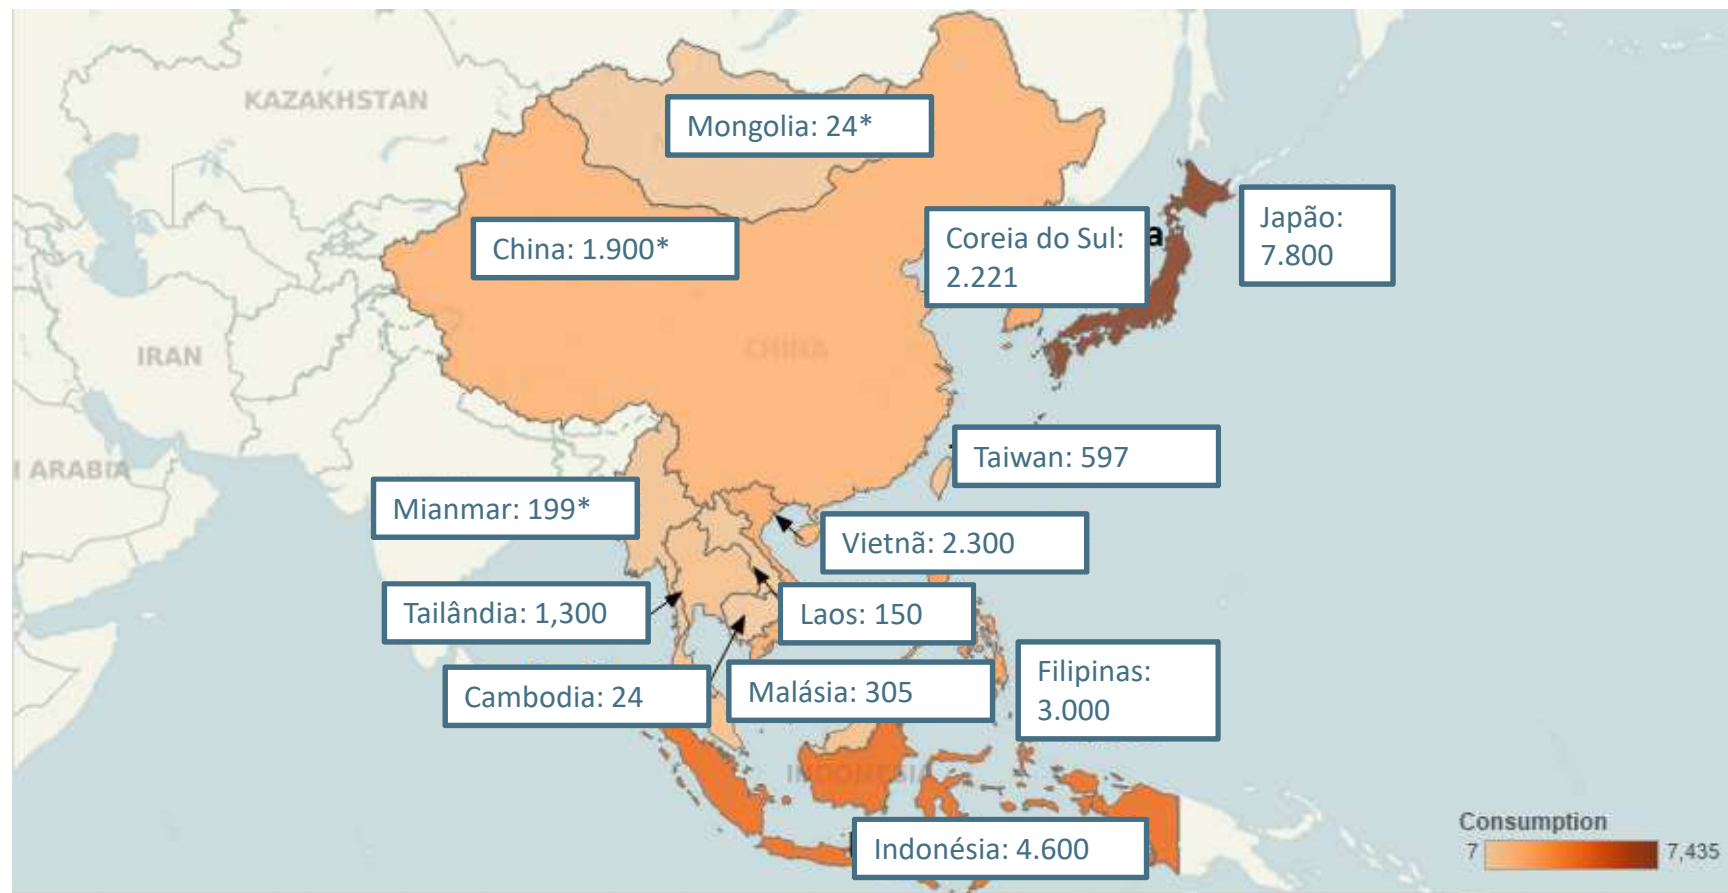 KAZAKHSTAN
Mongolia: 24*
China: 1.900*
Coreia do Sul:
2.221
a
Japão:
7.800
IRAN
CHINA
I ARABIA
Taiwan: 597
Mianmar: 199*
Vietnã: 2.300
Tailândia: 1,300
Laos: 150
Cambodia: 24
Malásia: 305
Filipinas:
3.000
INDONESIA
Indonésia: 4.600
Consumption
7
7,435